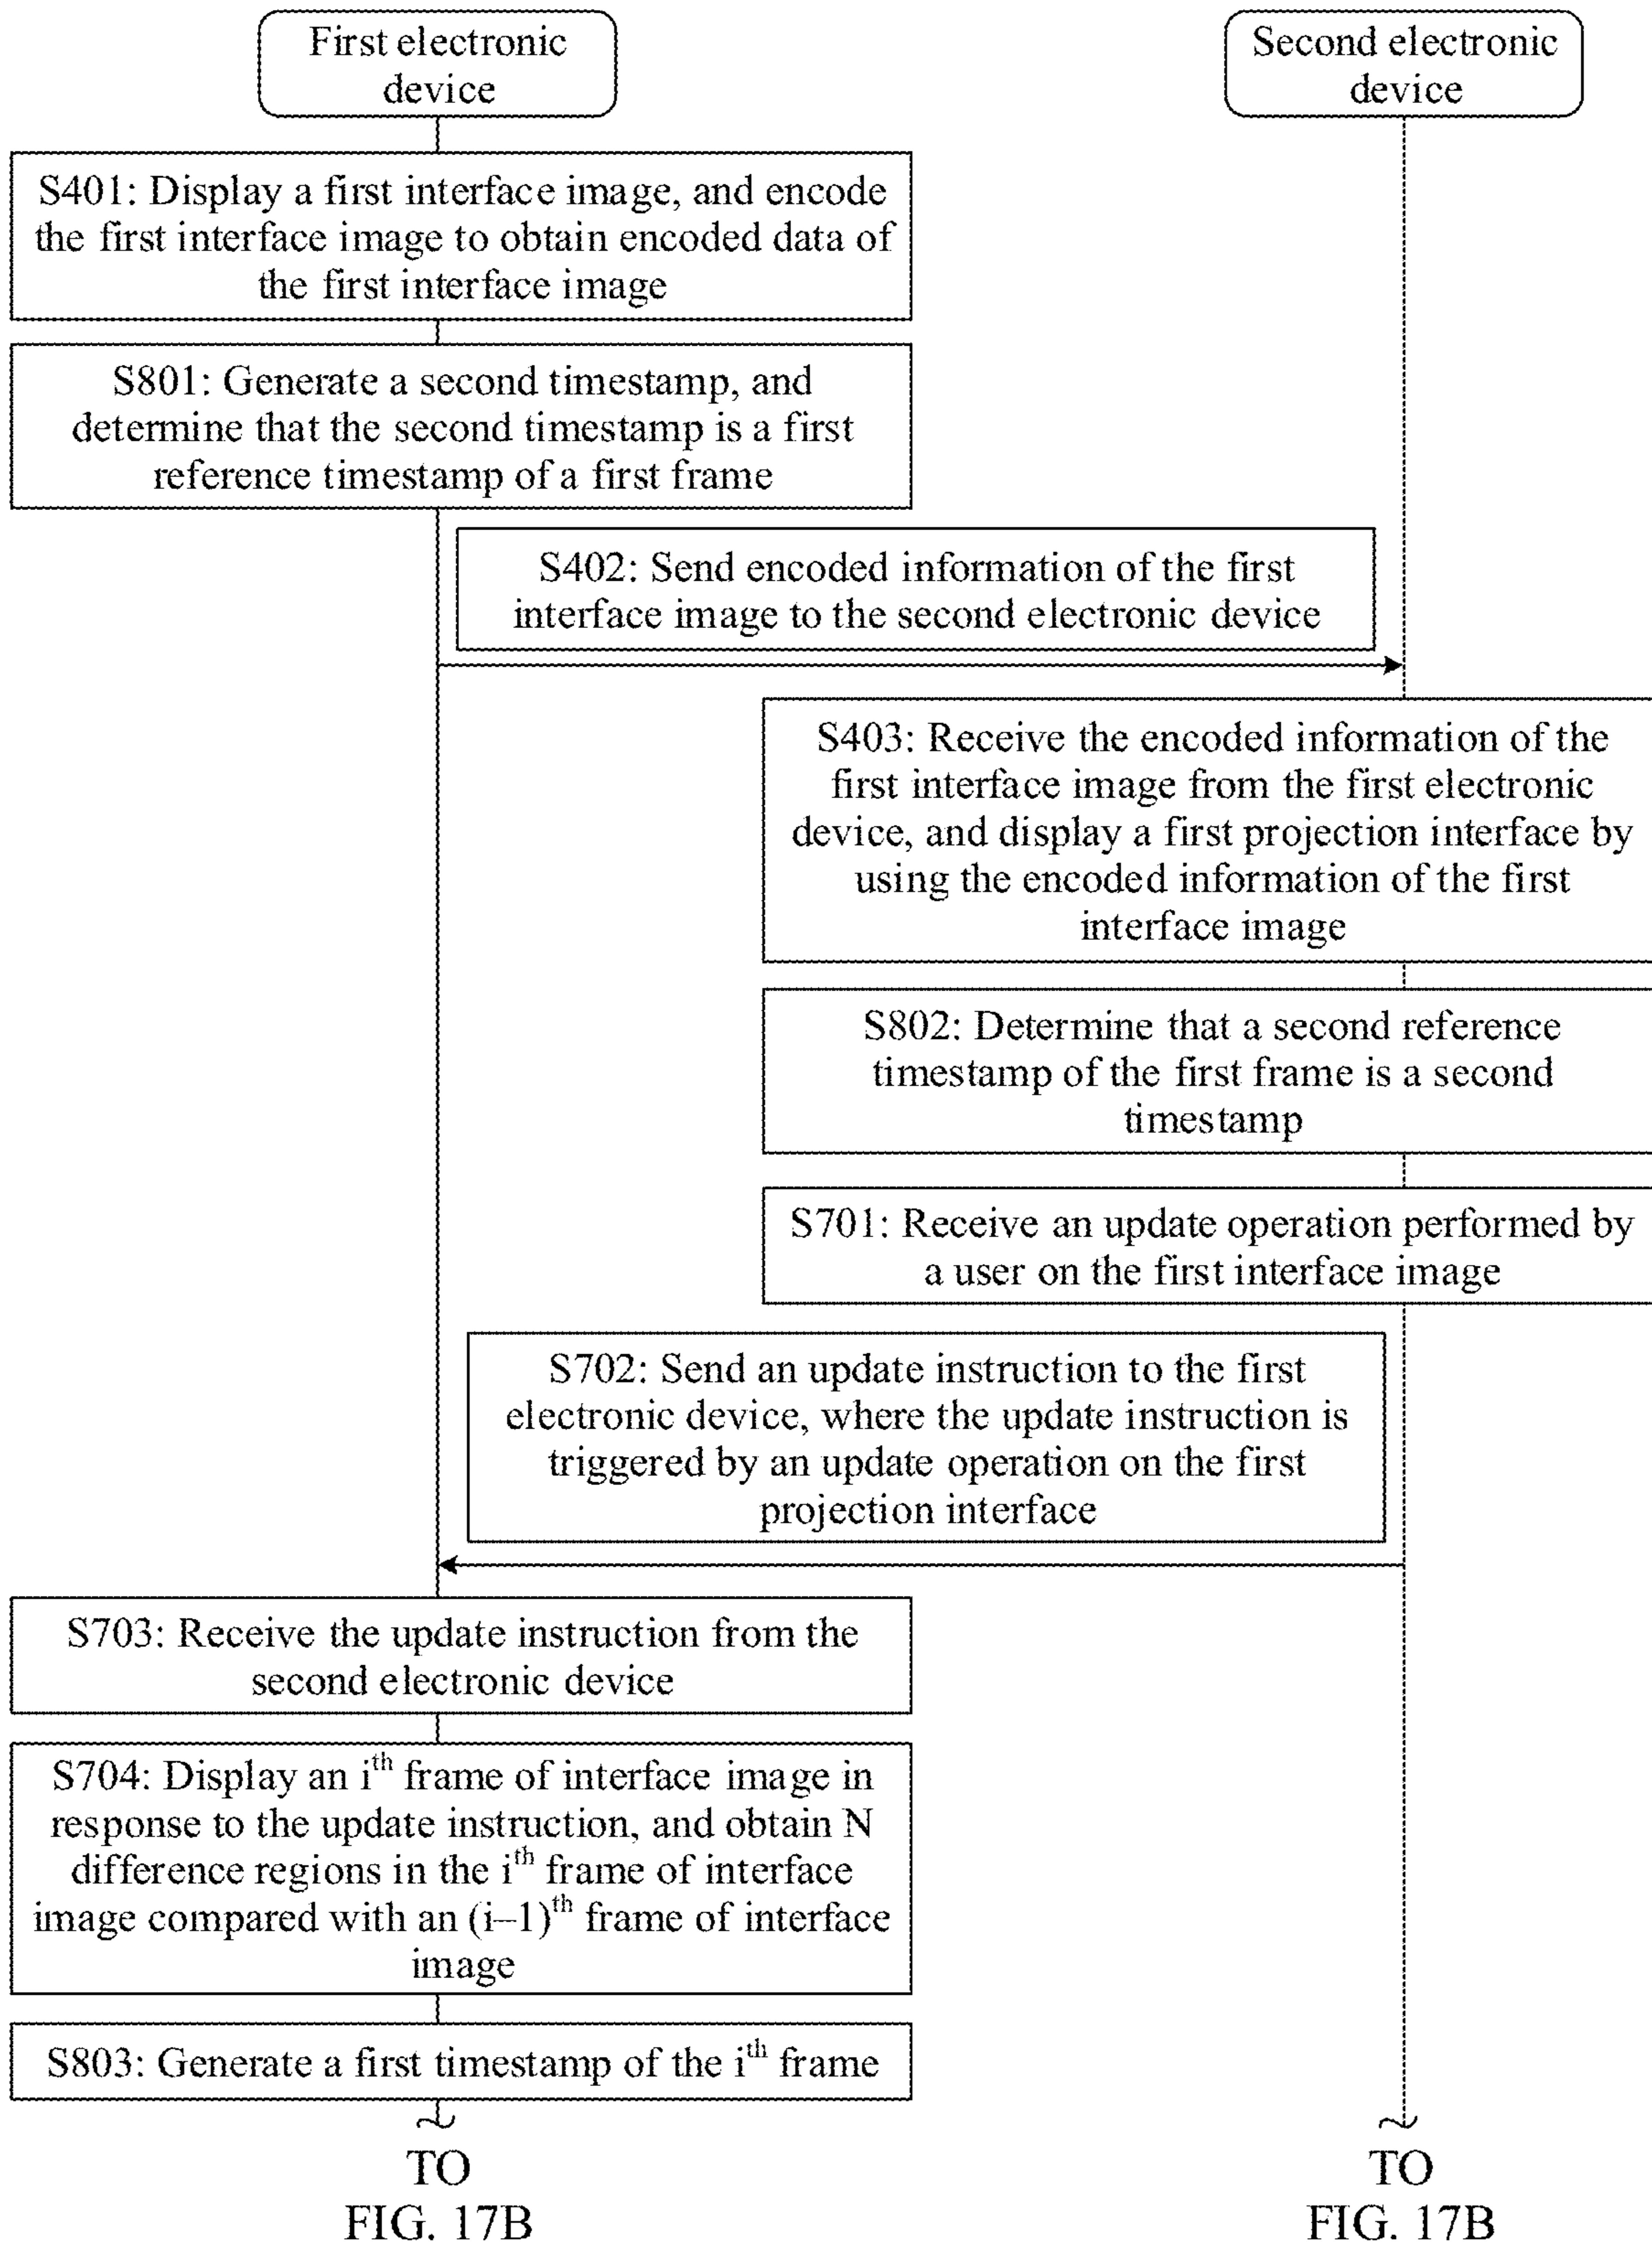 First electronic
device
Second electronic
device
S401: Display a first interface image, and encode
the first interface image to obtain encoded data of
the first interface image
S801: Generate a second timestamp, and
determine that the second timestamp is a first
reference timestamp of a first frame
S402: Send encoded information of the first
interface image to the second electronic device
S403: Receive the encoded information of the
first interface image from the first electronic
device, and display a first projection interface by
using the encoded information of the first
interface image
S802: Determine that a second reference
timestamp of the first frame is a second
timestamp
S701: Receive an update operation performed by
a user on the first interface image
S702: Send an update instruction to the first
electronic device, where the update instruction is
triggered by an update operation on the first
projection interface
S703: Receive the update instruction from the
second electronic device
S704: Display an iᵗʰ frame of interface image in
response to the update instruction, and obtain N
difference regions in the iᵗʰ frame of interface
image compared with an (i–1)ᵗʰ frame of interface
image
S803: Generate a first timestamp of the iᵗʰ frame
TO
FIG. 17B
TO
FIG. 17B